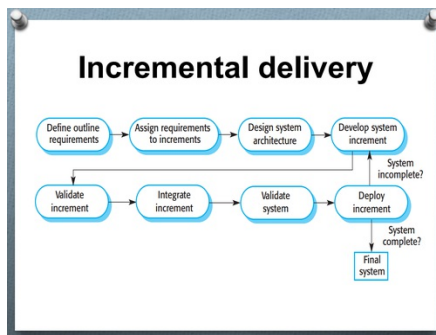 Incremental delivery
Define outline
requirements
Assign requirements
to increments
Design system
architecture
Develop system
increment
System
incomplete?
Validate
increment
Integrate
increment
Validate
system
Deploy
increment
System
complete?
Final
system